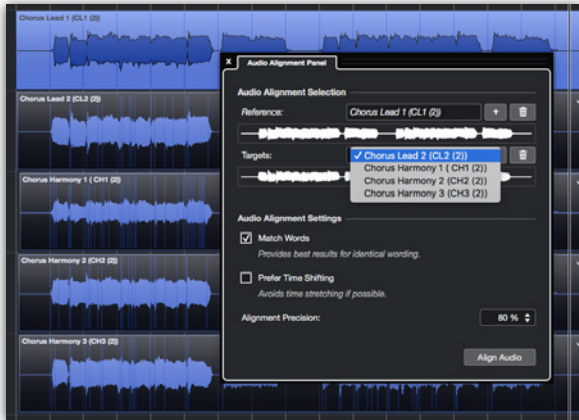 Chorus Lead 1 (CL1 (2))
X Audio Alignment Panel
Chorus Lead 2 (CL2 (2))
Audio Alignment Selection
Reference: Chorus Lead 1 (CL1 (2)) +
Targets: ✓ Chorus Lead 2 (CL2 (2))
Chorus Harmony 1 ( CH1 (2))
Chorus Harmony 2 (CH2 (2))
Chorus Harmony 3 (CH3 (2))
Chorus Harmony 1 ( CH1 (2))
Audio Alignment Settings
Match Words
Provides best results for identical wording.
Chorus Harmony 2 (CH2 (2))
Prefer Time Shifting
Avoids time stretching if possible.
Alignment Precision: 80 %
Chorus Harmony 3 (CH3 (2))
Align Audio